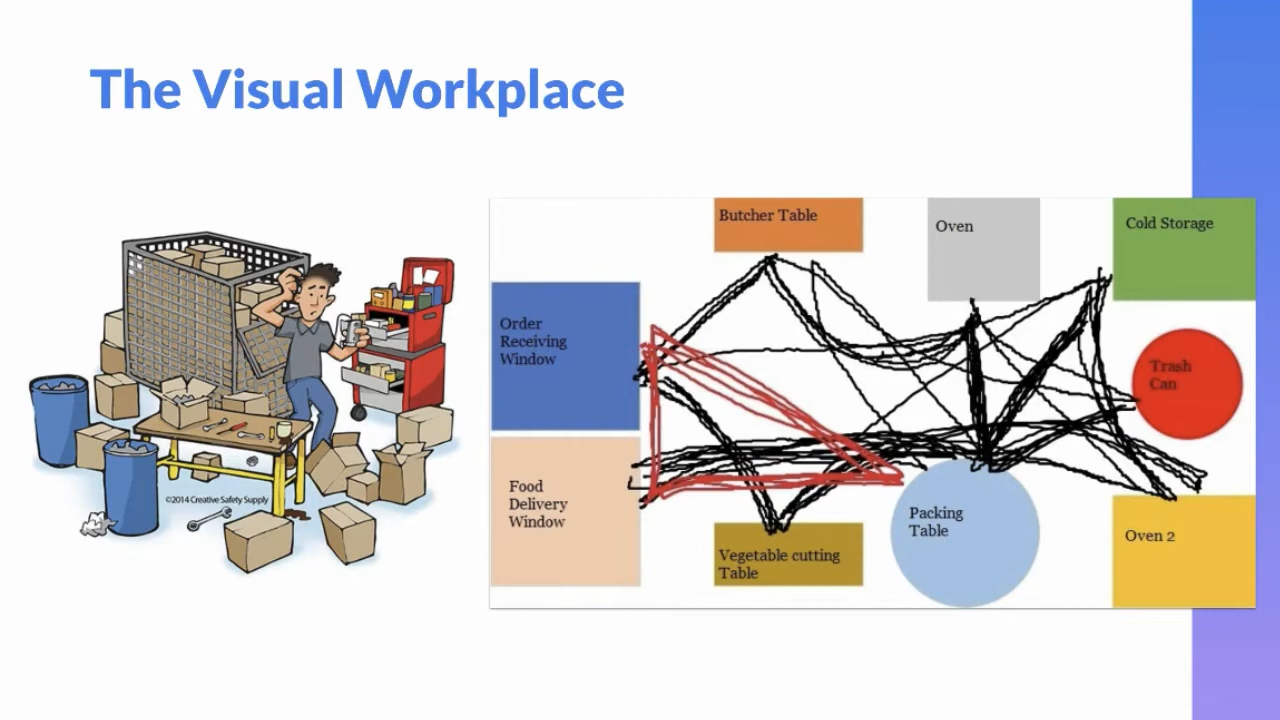 The Visual Workplace
©2014 Creative Safety Supply
Butcher Table
Oven
Cold Storage
Order
Receiving
Window
Trash
Can
Food
Delivery
Window
Packing
Table
Vegetable cutting
Table
Oven 2